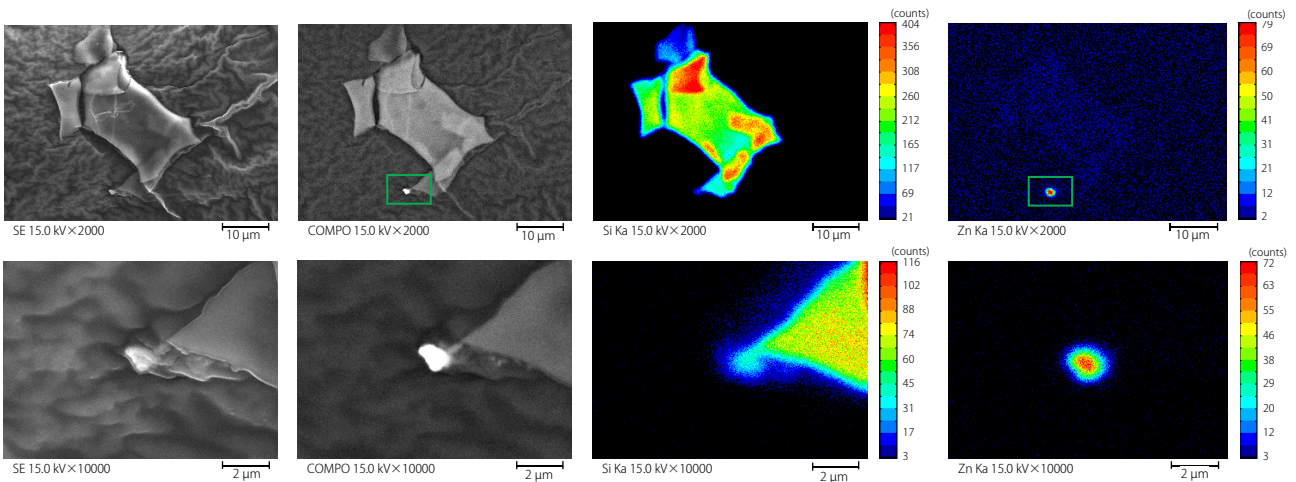 (counts)
404
356
308
260
212
165
117
69
21
(counts)
79
69
60
50
41
31
21
12
2
SE 15.0 kV×2000
10 μm
COMPO 15.0 kV×2000
10 μm
Si Ka 15.0 kV×2000
10 μm
Zn Ka 15.0 kV×2000
10 μm
(counts)
116
102
88
74
60
45
31
17
3
(counts)
72
63
55
46
38
29
20
12
3
SE 15.0 kV×10000
2 μm
COMPO 15.0 kV×10000
2 μm
Si Ka 15.0 kV×10000
2 μm
Zn Ka 15.0 kV×10000
2 μm